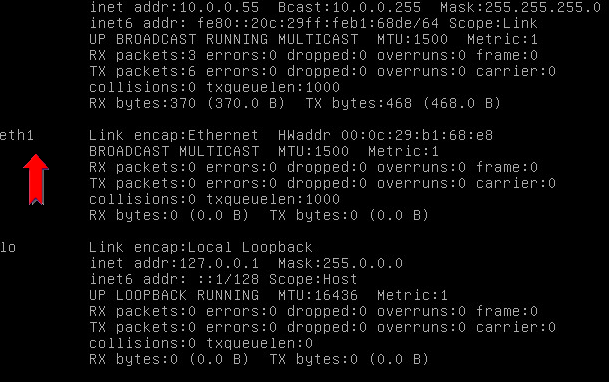 inet addr:10.0.0.55 Bcast:10.0.0.255 Mask:255.255.255.0
inet6 addr: fe80::20c:29ff:feb1:68de/64 Scope:Link
UP BROADCAST RUNNING MULTICAST MTU:1500 Metric:1
RX packets:3 errors:0 dropped:0 overruns:0 frame:0
TX packets:6 errors:0 dropped:0 overruns:0 carrier:0
collisions:0 txqueuelen:1000
RX bytes:370 (370.0 B) TX bytes:468 (468.0 B)
eth1 Link encap:Ethernet HWaddr 00:0c:29:b1:68:e8
BROADCAST MULTICAST MTU:1500 Metric:1
RX packets:0 errors:0 dropped:0 overruns:0 frame:0
TX packets:0 errors:0 dropped:0 overruns:0 carrier:0
collisions:0 txqueuelen:1000
RX bytes:0 (0.0 B) TX bytes:0 (0.0 B)
lo Link encap:Local Loopback
inet addr:127.0.0.1 Mask:255.0.0.0
inet6 addr: ::1/128 Scope:Host
UP LOOPBACK RUNNING MTU:16436 Metric:1
RX packets:0 errors:0 dropped:0 overruns:0 frame:0
TX packets:0 errors:0 dropped:0 overruns:0 carrier:0
collisions:0 txqueuelen:0
RX bytes:0 (0.0 B) TX bytes:0 (0.0 B)